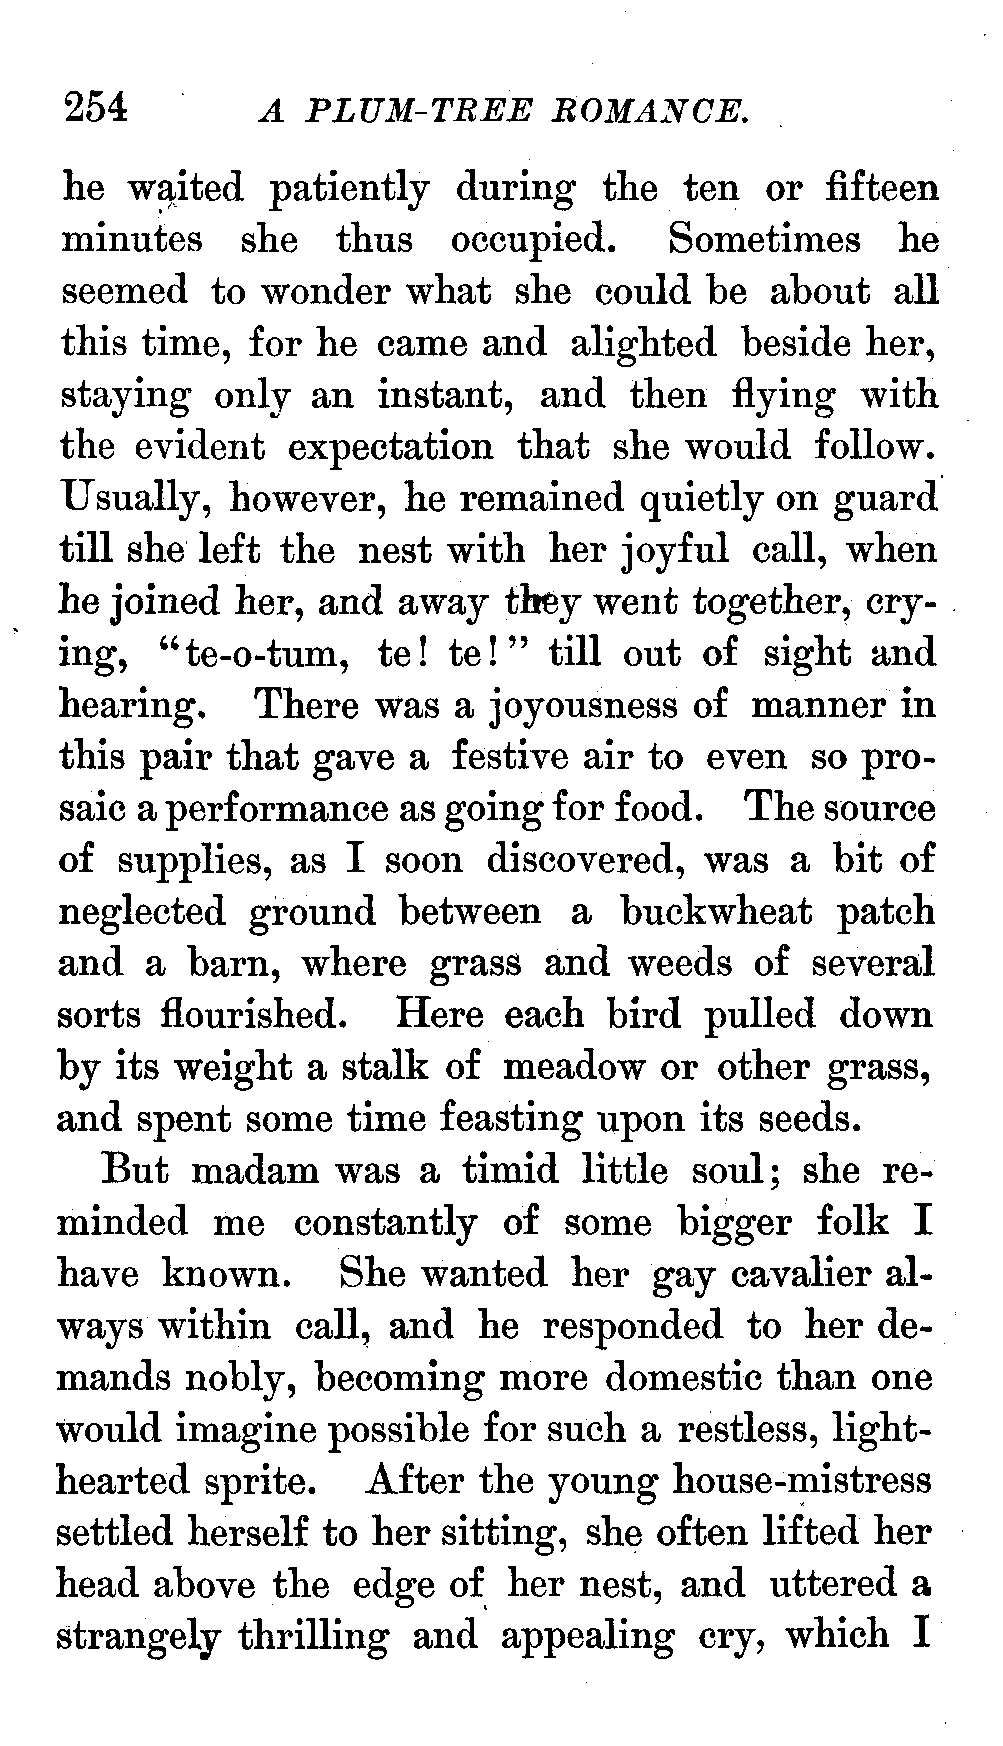 254 A PLUM-TREE ROMANCE.
he waited patiently during the ten or fifteen
minutes she thus occupied. Sometimes he
seemed to wonder what she could be about all
this time, for he came and alighted beside her,
staying only an instant, and then flying with
the evident expectation that she would follow.
Usually, however, he remained quietly on guard
till she left the nest with her joyful call, when
he joined her, and away they went together, cry-
ing, "te-o-tum, te! te!" till out of sight and
hearing. There was a joyousness of manner in
this pair that gave a festive air to even so pro-
saic a performance as going for food. The source
of supplies, as I soon discovered, was a bit of
neglected ground between a buckwheat patch
and a barn, where grass and weeds of several
sorts flourished. Here each bird pulled down
by its weight a stalk of meadow or other grass,
and spent some time feasting upon its seeds.
But madam was a timid little soul; she re-
minded me constantly of some bigger folk I
have known. She wanted her gay cavalier al-
ways within call, and he responded to her de-
mands nobly, becoming more domestic than one
would imagine possible for such a restless, light-
hearted sprite. After the young house-mistress
settled herself to her sitting, she often lifted her
head above the edge of her nest, and uttered a
strangely thrilling and appealing cry, which I